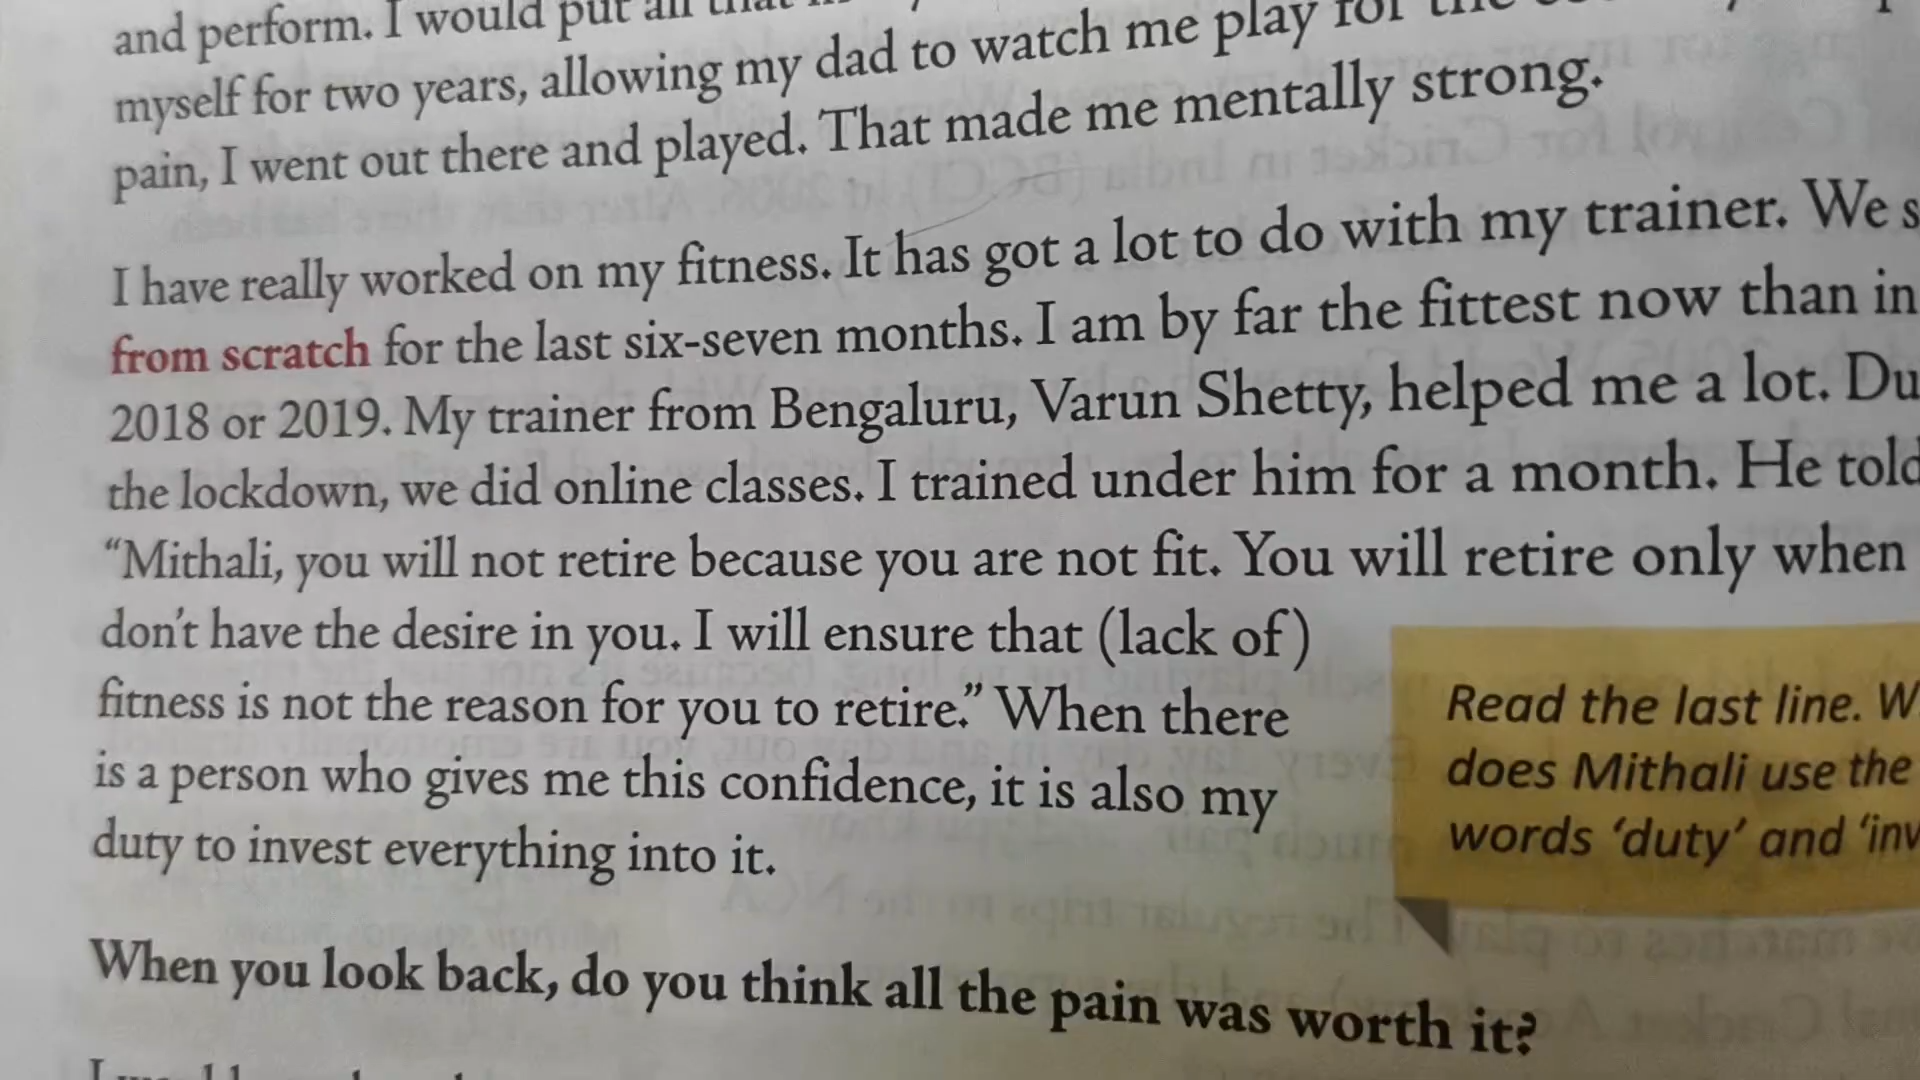 and perform. I would put all that
myself for two years, allowing my dad to watch me play for the
pain, I went out there and played. That made me mentally strong.
I have really worked on my fitness. It has got a lot to do with my trainer. We s
from scratch for the last six-seven months. I am by far the fittest now than in
2018 or 2019. My trainer from Bengaluru, Varun Shetty, helped me a lot. Du
the lockdown, we did online classes. I trained under him for a month. He told
“Mithali, you will not retire because you are not fit. You will retire only when
don't have the desire in you. I will ensure that (lack of)
fitness is not the reason for you to retire.” When there
is a person who gives me this confidence, it is also my
duty to invest everything into it.
Read the last line. W
does Mithali use the
words ‘duty’ and ‘inv
When you look back, do you think all the pain was worth it?